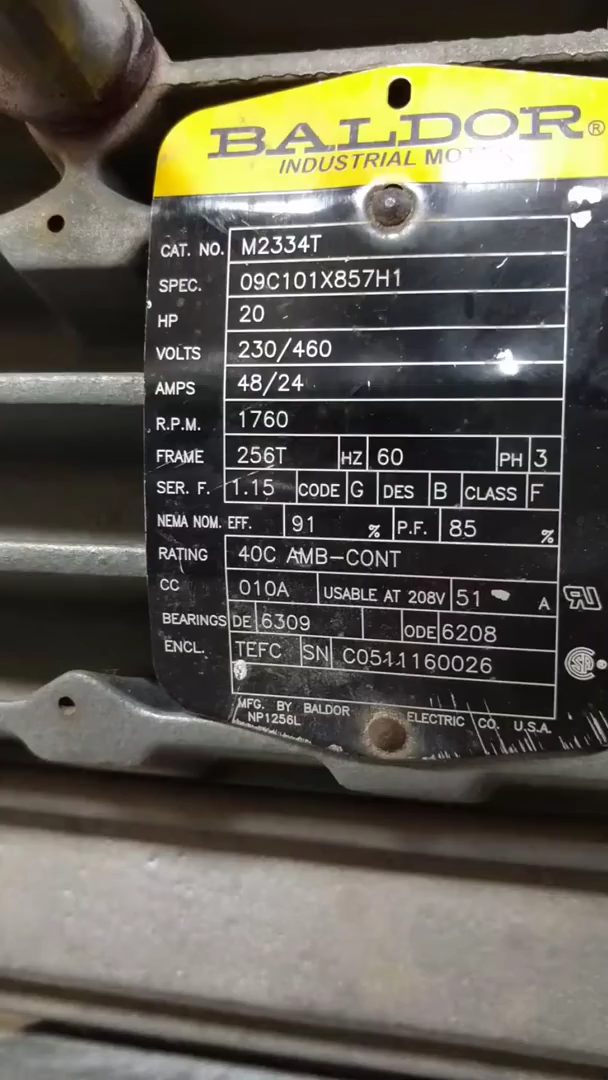 BALDOR®
INDUSTRIAL
CAT. NO. M2334T
SPEC. 09C101X857H1
HP 20
VOLTS 230/460
AMPS 48/24
R.P.M. 1760
FRAME 256T HZ 60 PH 3
SER. F. 1.15 CODE G DES B CLASS F
NEMA NOM. EFF. 91 % P.F. 85 %
RATING 40C AMB-CONT
CC 010A USABLE AT 208V 51 A
BEARINGS DE 6309 ODE 6208
ENCL. TEFC SN C0511160026
MFG. BY BALDOR ELECTRIC CO. U.S.A.
NP1256L